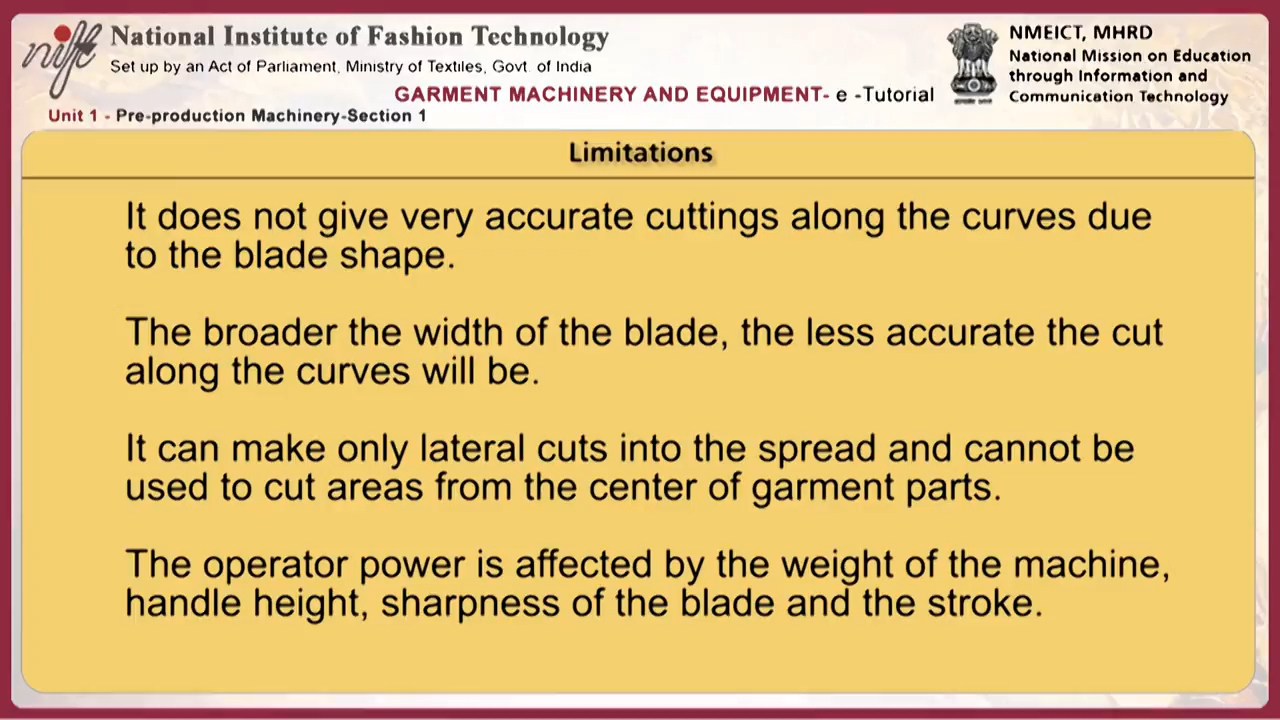 nift
National Institute of Fashion Technology
Set up by an Act of Parliament, Ministry of Textiles, Govt. of India
NMEICT, MHRD
National Mission on Education
through Information and
Communication Technology
GARMENT MACHINERY AND EQUIPMENT- e -Tutorial
Unit 1 - Pre-production Machinery-Section 1
Limitations
It does not give very accurate cuttings along the curves due
to the blade shape.
The broader the width of the blade, the less accurate the cut
along the curves will be.
It can make only lateral cuts into the spread and cannot be
used to cut areas from the center of garment parts.
The operator power is affected by the weight of the machine,
handle height, sharpness of the blade and the stroke.